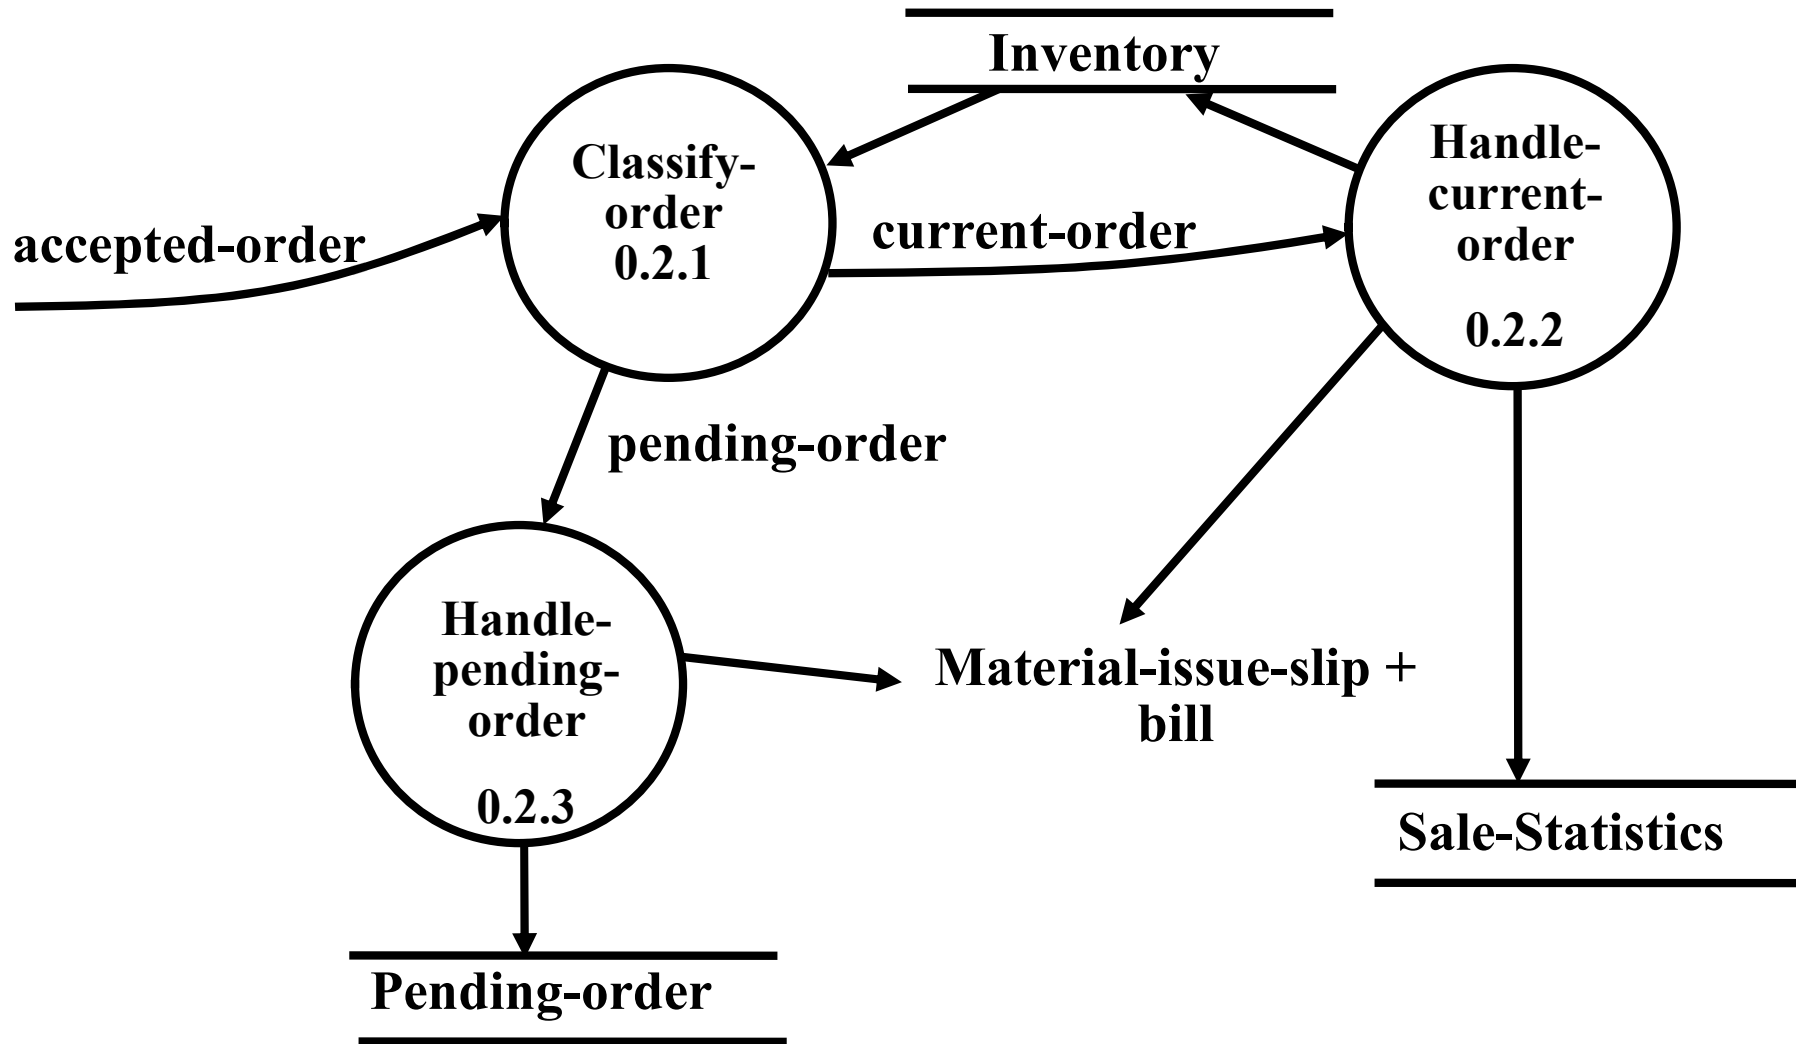 Inventory
Classify-
order
0.2.1
Handle-
current-
order
0.2.2
accepted-order
current-order
pending-order
Handle-
pending-
order
0.2.3
Material-issue-slip +
bill
Sale-Statistics
Pending-order